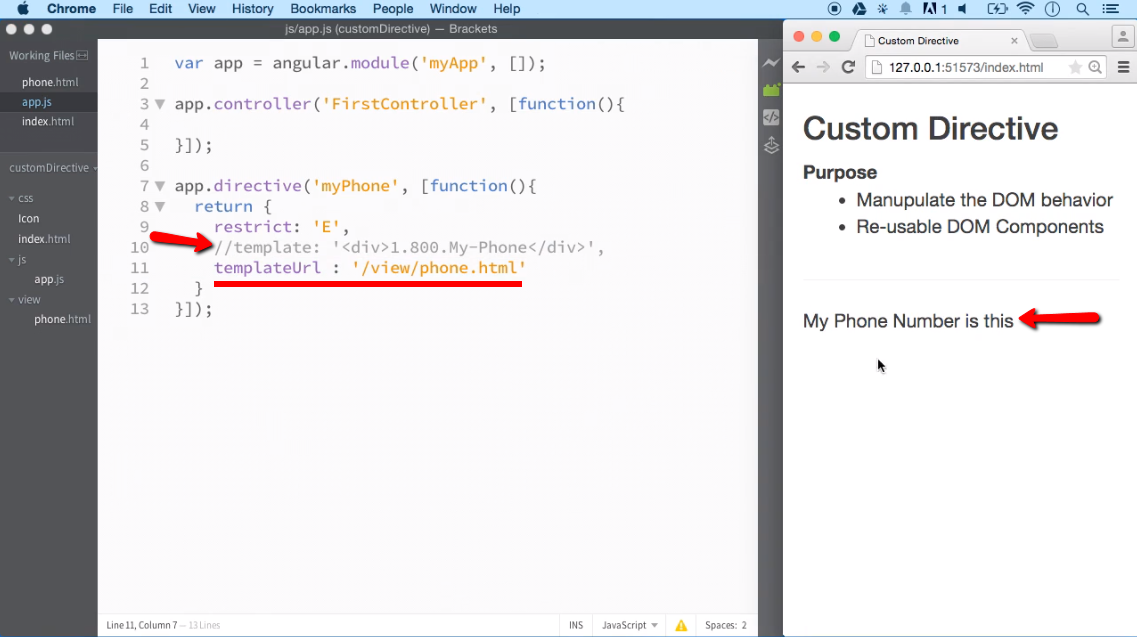 Chrome File Edit View History Bookmarks People Window Help 1
js/app.js (customDirective) — Brackets
Working Files
phone.html
app.js
index.html
customDirective
css
Icon
index.html
js
app.js
view
phone.html
1 var app = angular.module('myApp', []);
2
3 app.controller('FirstController', [function(){
4
5 }]);
6
7 app.directive('myPhone', [function(){
8 return {
9 restrict: 'E',
10 //template: '<div>1.800.My-Phone</div>',
11 templateUrl : '/view/phone.html'
12 }
13 }]);
Line 11, Column 7 — 13 Lines
INS JavaScript Spaces: 2
Custom Directive
127.0.0.1:51573/index.html
Custom Directive
Purpose
• Manupulate the DOM behavior
• Re-usable DOM Components
My Phone Number is this